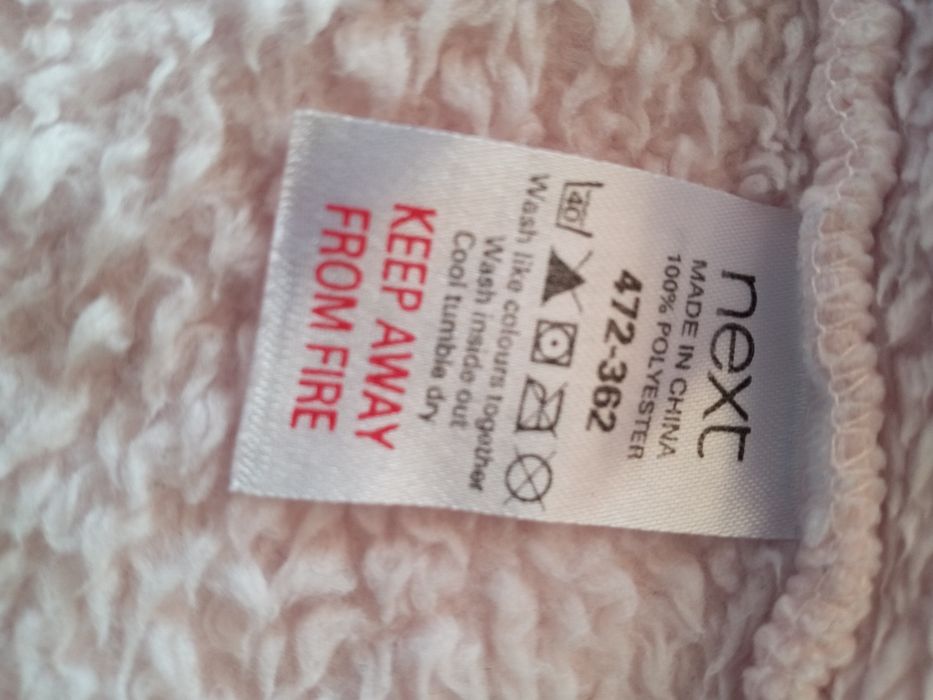 next
MADE IN CHINA
100% POLYESTER
472-362
40
Wash like colours together
Wash inside out
Cool tumble dry
KEEP AWAY
FROM FIRE